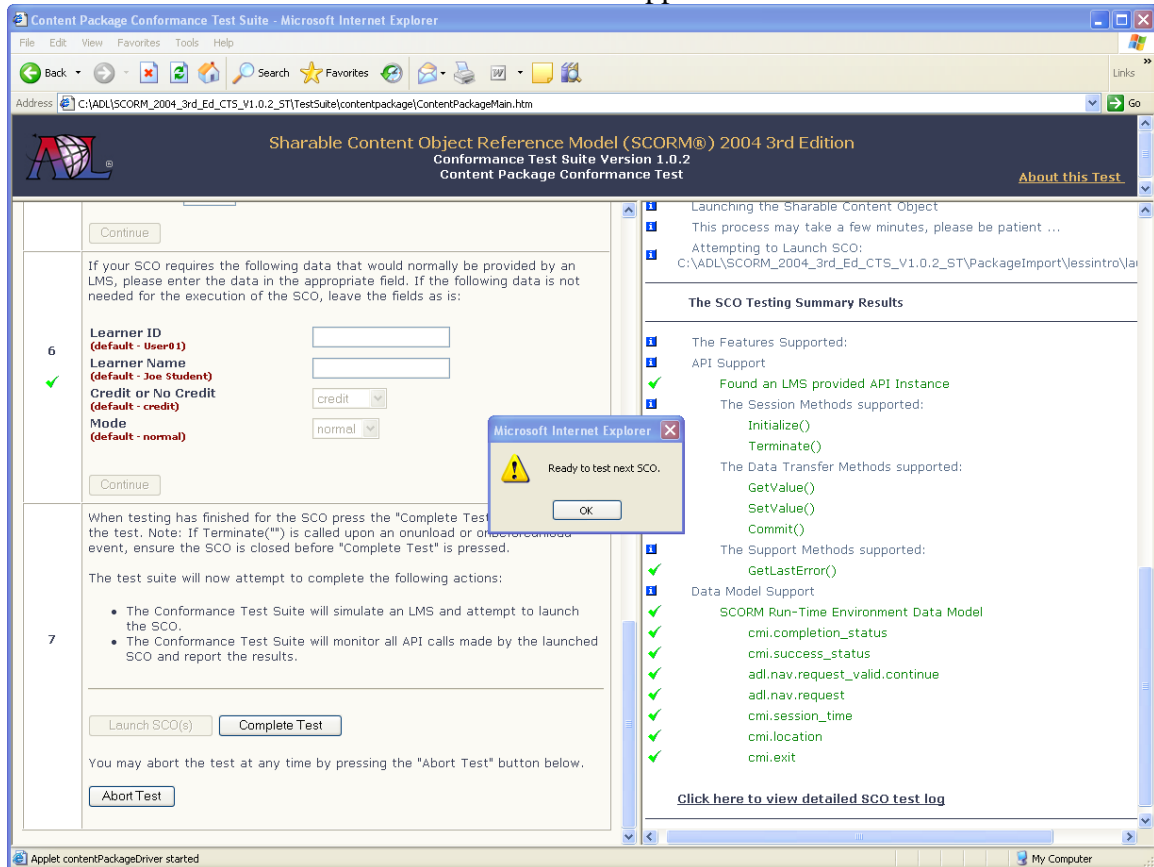 Content Package Conformance Test Suite - Microsoft Internet Explorer
File Edit View Favorites Tools Help
Back Search Favorites Links
Address C:\ADL\SCORM_2004_3rd_Ed_CTS_V1.0.2_ST\TestSuite\contentpackage\ContentPackageMain.htm Go
ADL ®
Sharable Content Object Reference Model (SCORM®) 2004 3rd Edition
Conformance Test Suite Version 1.0.2
Content Package Conformance Test
About this Test
Continue
If your SCO requires the following data that would normally be provided by an
LMS, please enter the data in the appropriate field. If the following data is not
needed for the execution of the SCO, leave the fields as is:
6
Learner ID
(default - User01)
Learner Name
(default - Joe Student)
Credit or No Credit
(default - credit)
credit
Mode
(default - normal)
normal
Continue
7
When testing has finished for the SCO press the "Complete Tes
the test. Note: If Terminate("") is called upon an onunload or onbeforeunload
event, ensure the SCO is closed before "Complete Test" is pressed.
The test suite will now attempt to complete the following actions:
• The Conformance Test Suite will simulate an LMS and attempt to launch
the SCO.
• The Conformance Test Suite will monitor all API calls made by the launched
SCO and report the results.
Launch SCO(s) Complete Test
You may abort the test at any time by pressing the "Abort Test" button below.
Abort Test
Microsoft Internet Explorer
Ready to test next SCO.
OK
Launching the Sharable Content Object
This process may take a few minutes, please be patient ...
Attempting to Launch SCO:
C:\ADL\SCORM_2004_3rd_Ed_CTS_V1.0.2_ST\PackageImport\lessintro\la
The SCO Testing Summary Results
The Features Supported:
API Support
Found an LMS provided API Instance
The Session Methods supported:
Initialize()
Terminate()
The Data Transfer Methods supported:
GetValue()
SetValue()
Commit()
The Support Methods supported:
GetLastError()
Data Model Support
SCORM Run-Time Environment Data Model
cmi.completion_status
cmi.success_status
adl.nav.request_valid.continue
adl.nav.request
cmi.session_time
cmi.location
cmi.exit
Click here to view detailed SCO test log
Applet contentPackageDriver started
My Computer